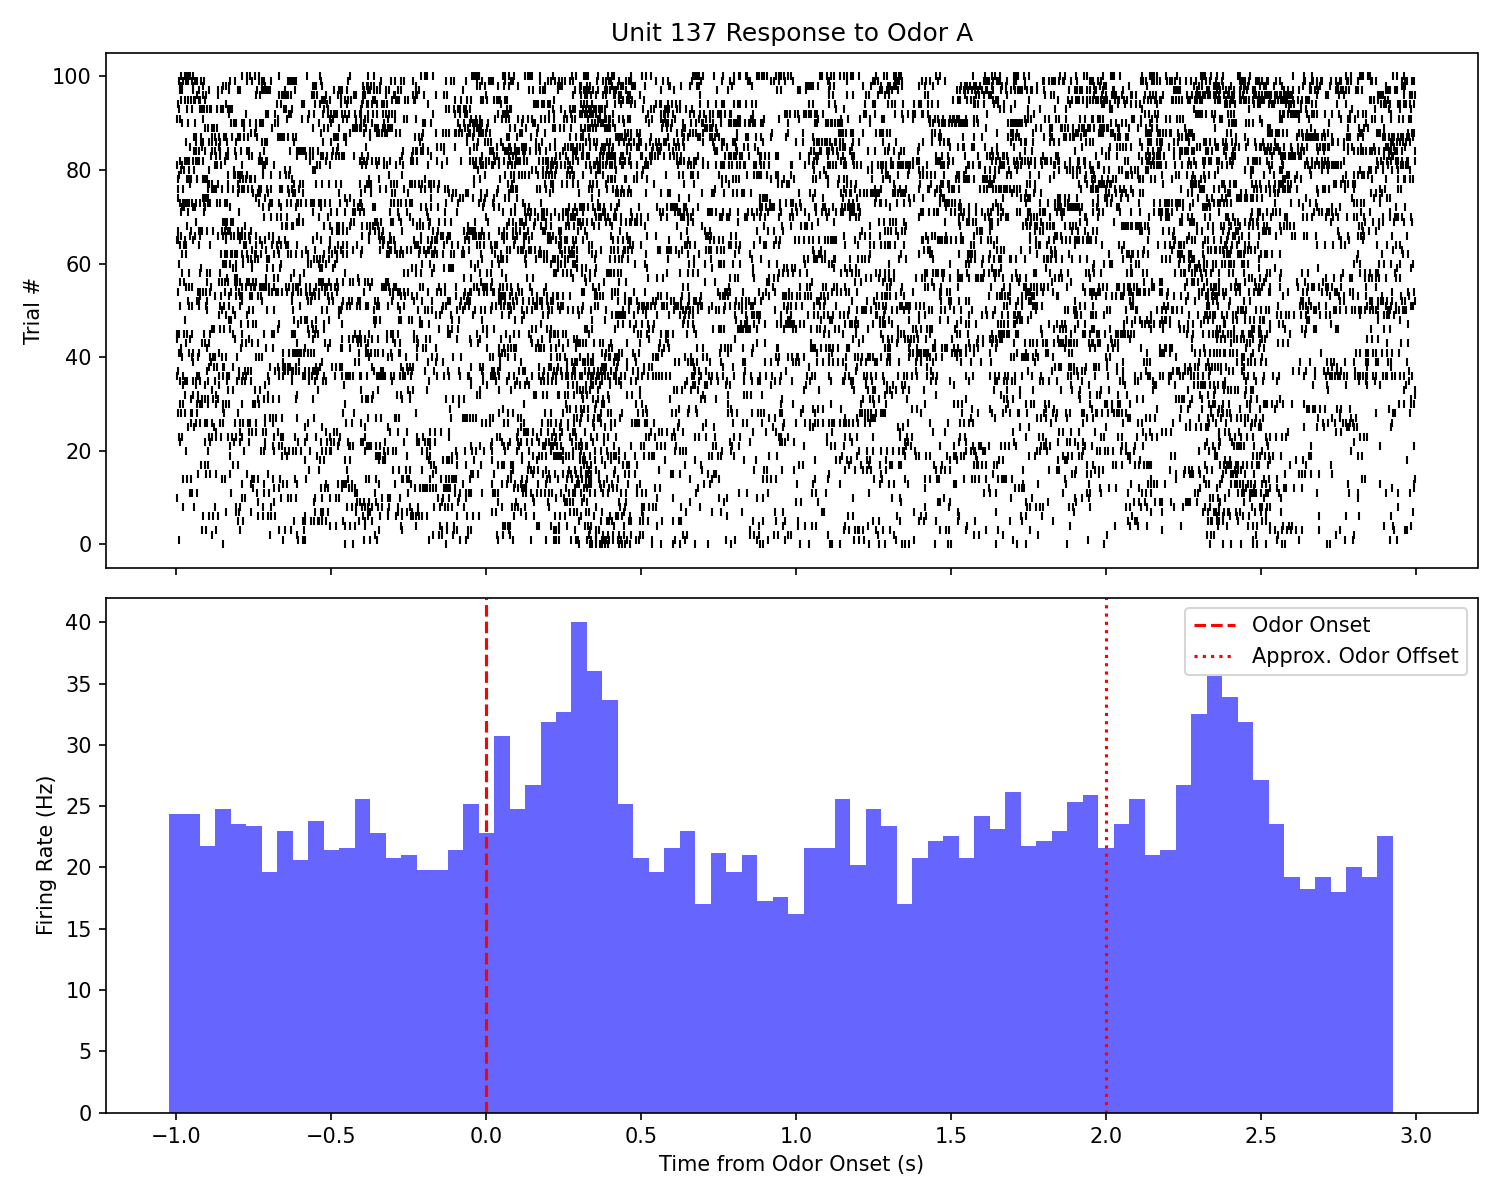 Unit 137 Response to Odor A
100
80
60
40
20
0
Trial #
40
35
30
25
20
15
10
5
0
Firing Rate (Hz)
Odor Onset
Approx. Odor Offset
−1.0 −0.5 0.0 0.5 1.0 1.5 2.0 2.5 3.0
Time from Odor Onset (s)